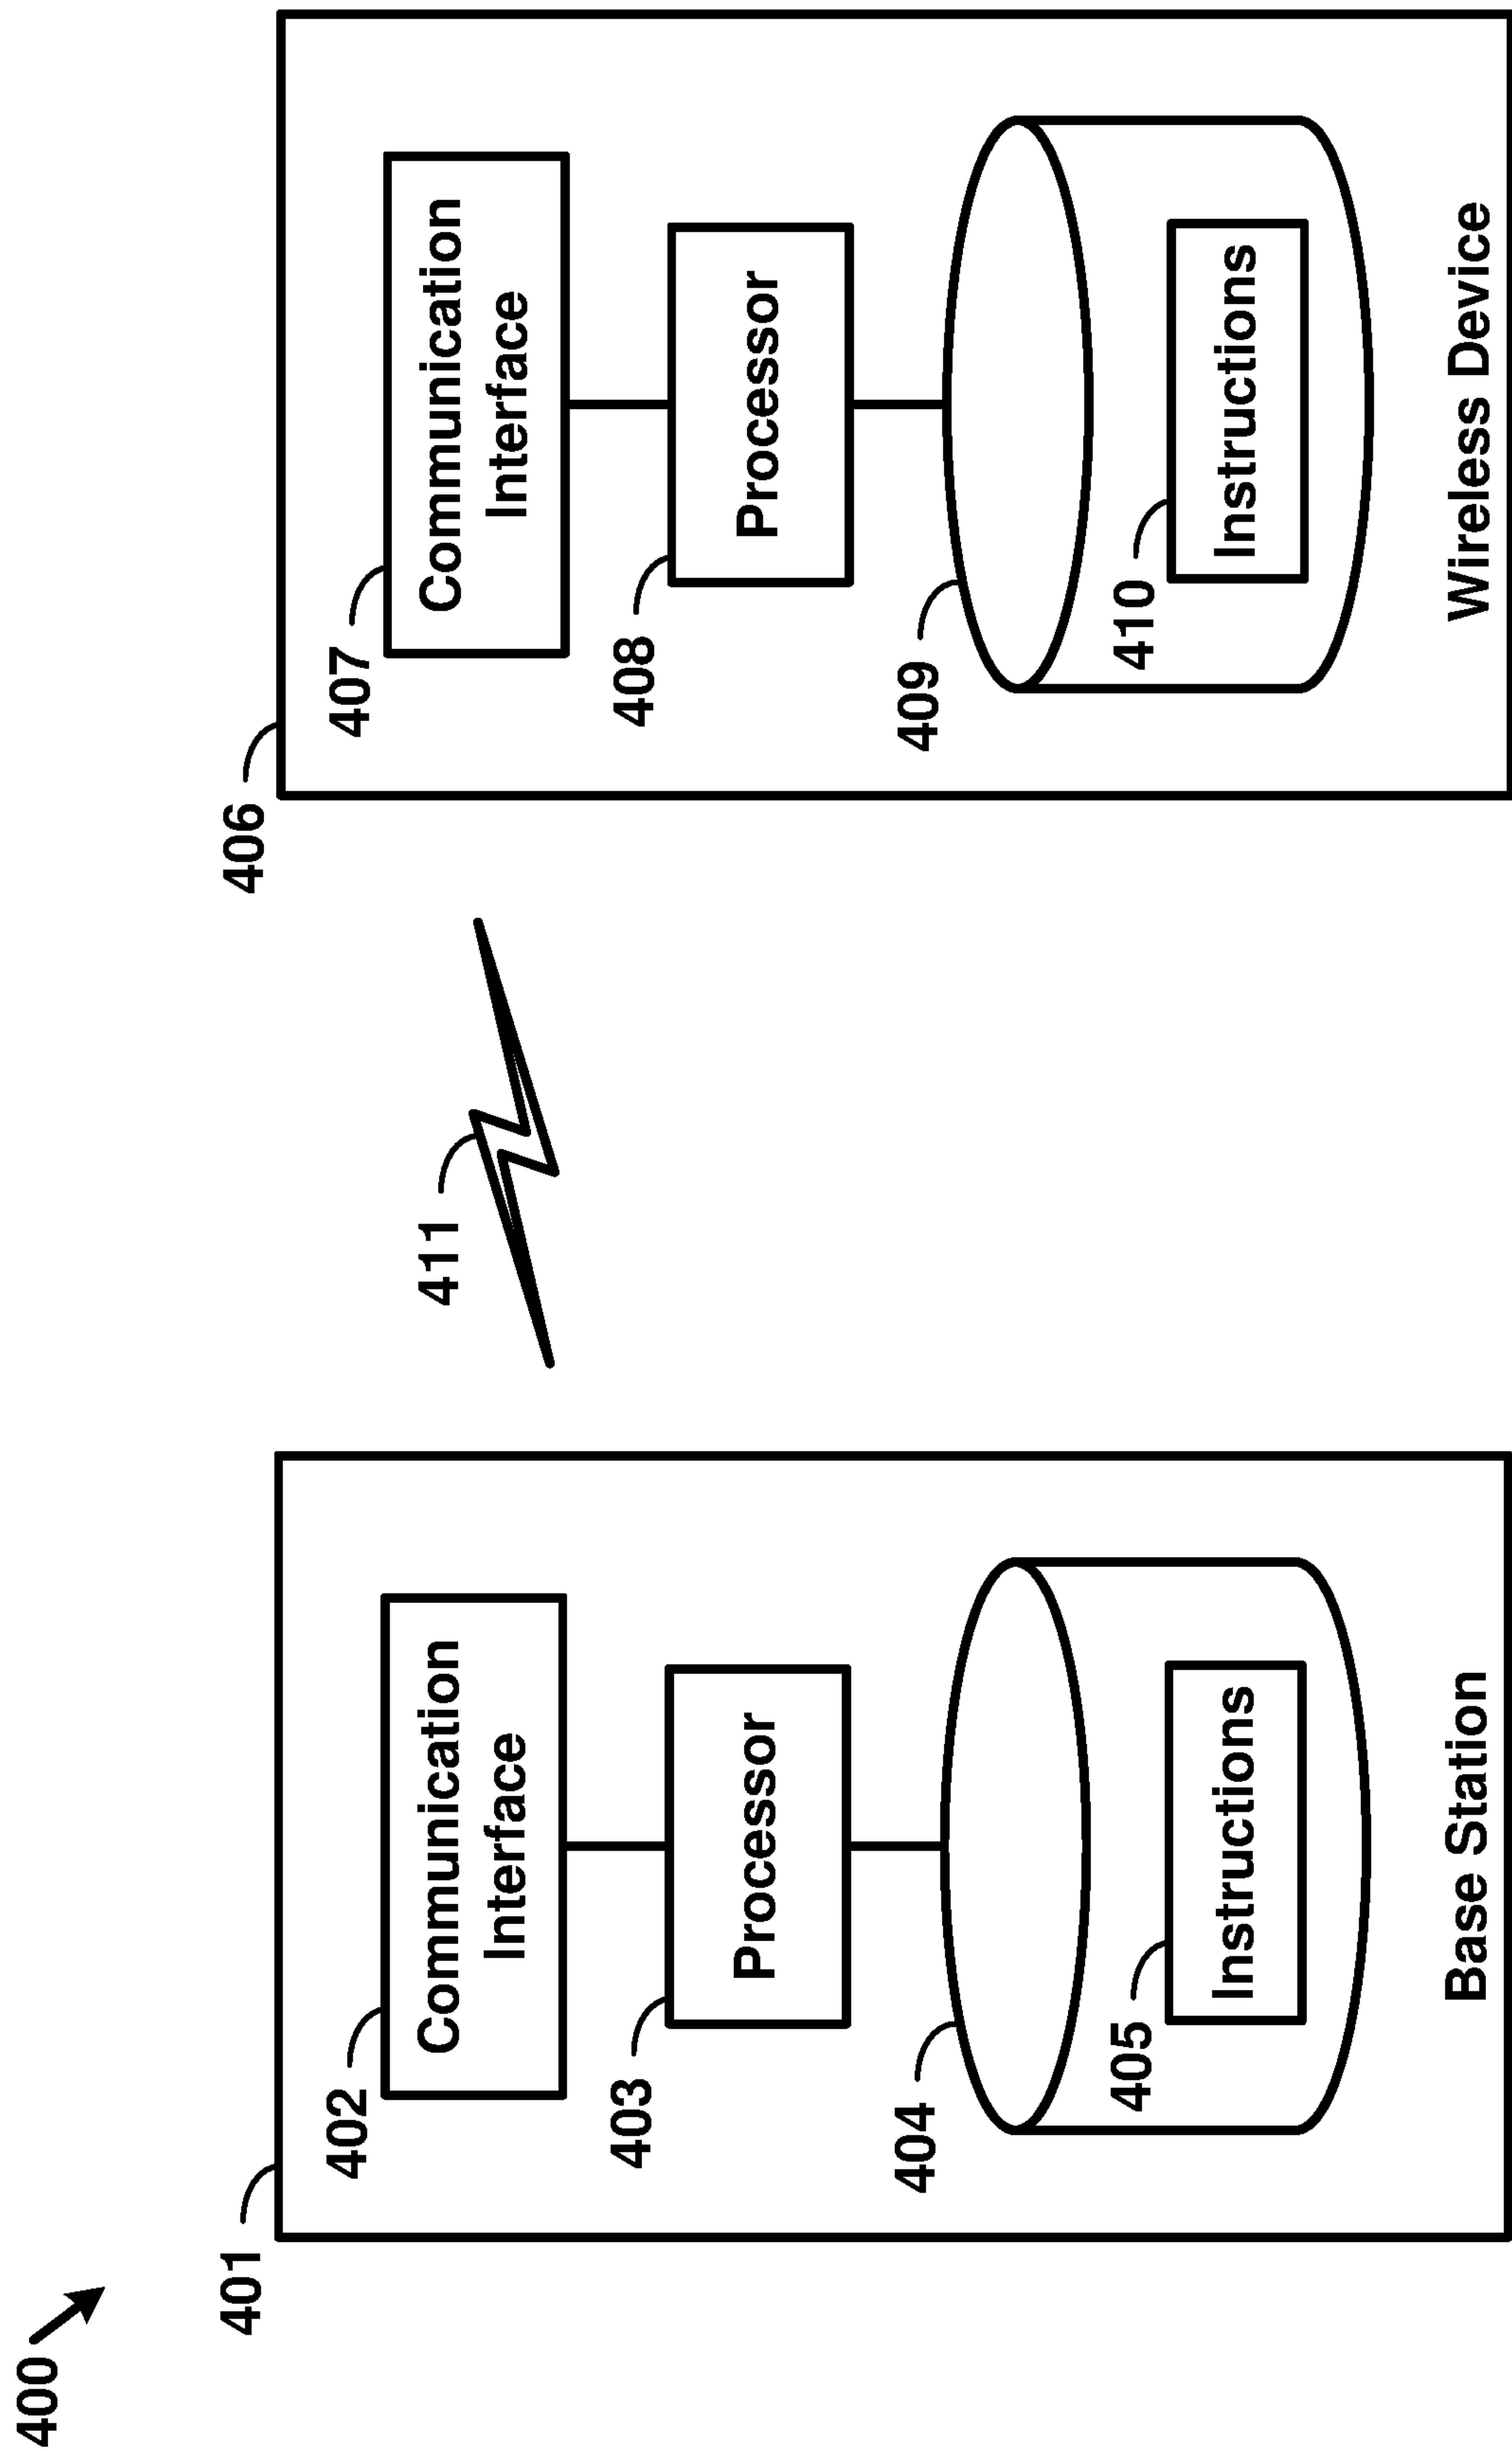 400
401
402
Communication
Interface
403
Processor
404
405
Instructions
Base Station
411
406
407
Communication
Interface
408
Processor
409
410
Instructions
Wireless Device